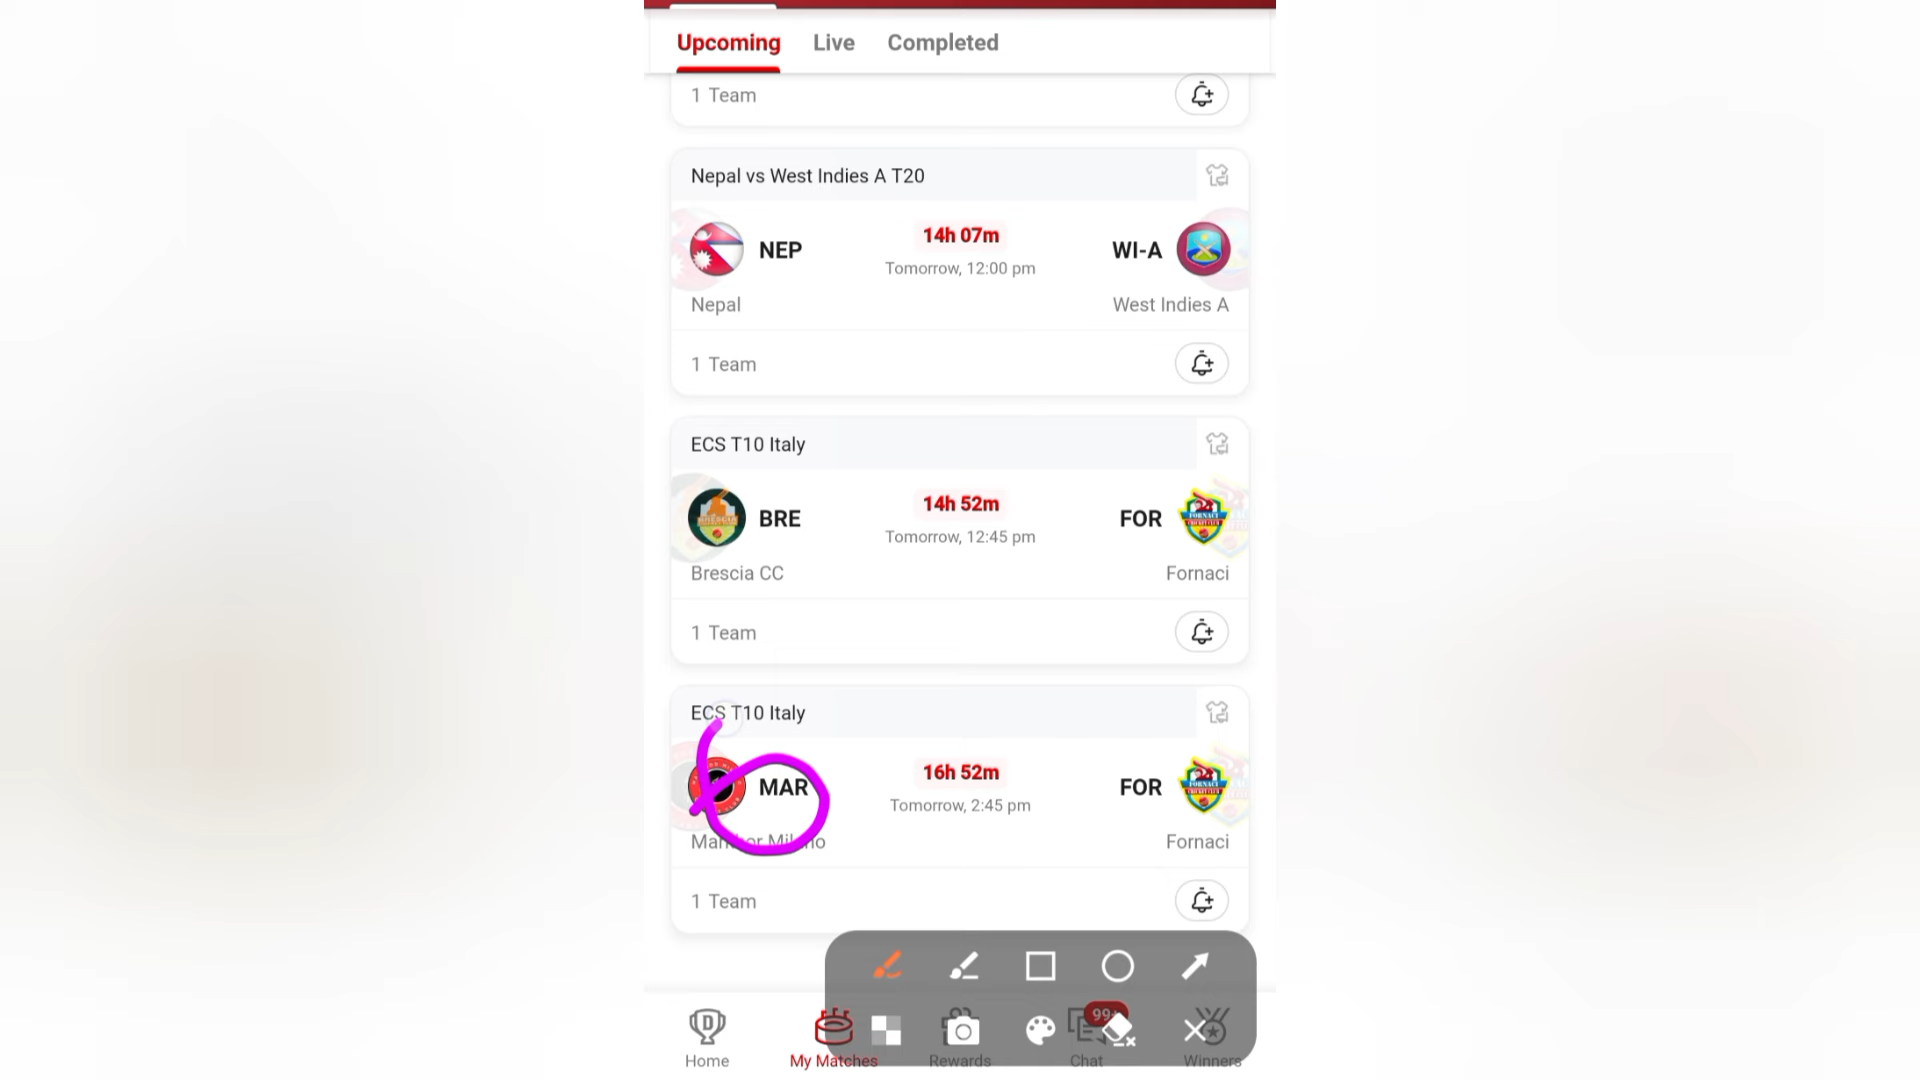 Upcoming Live Completed
1 Team
Nepal vs West Indies A T20
NEP 14h 07m WI-A
Tomorrow, 12:00 pm
Nepal West Indies A
1 Team
ECS T10 Italy
BRE 14h 52m FOR
Tomorrow, 12:45 pm
Brescia CC Fornaci
1 Team
ECS T10 Italy
MAR 16h 52m FOR
Tomorrow, 2:45 pm
Fornaci
1 Team
99+
Home My Matches Rewards Chat Winners